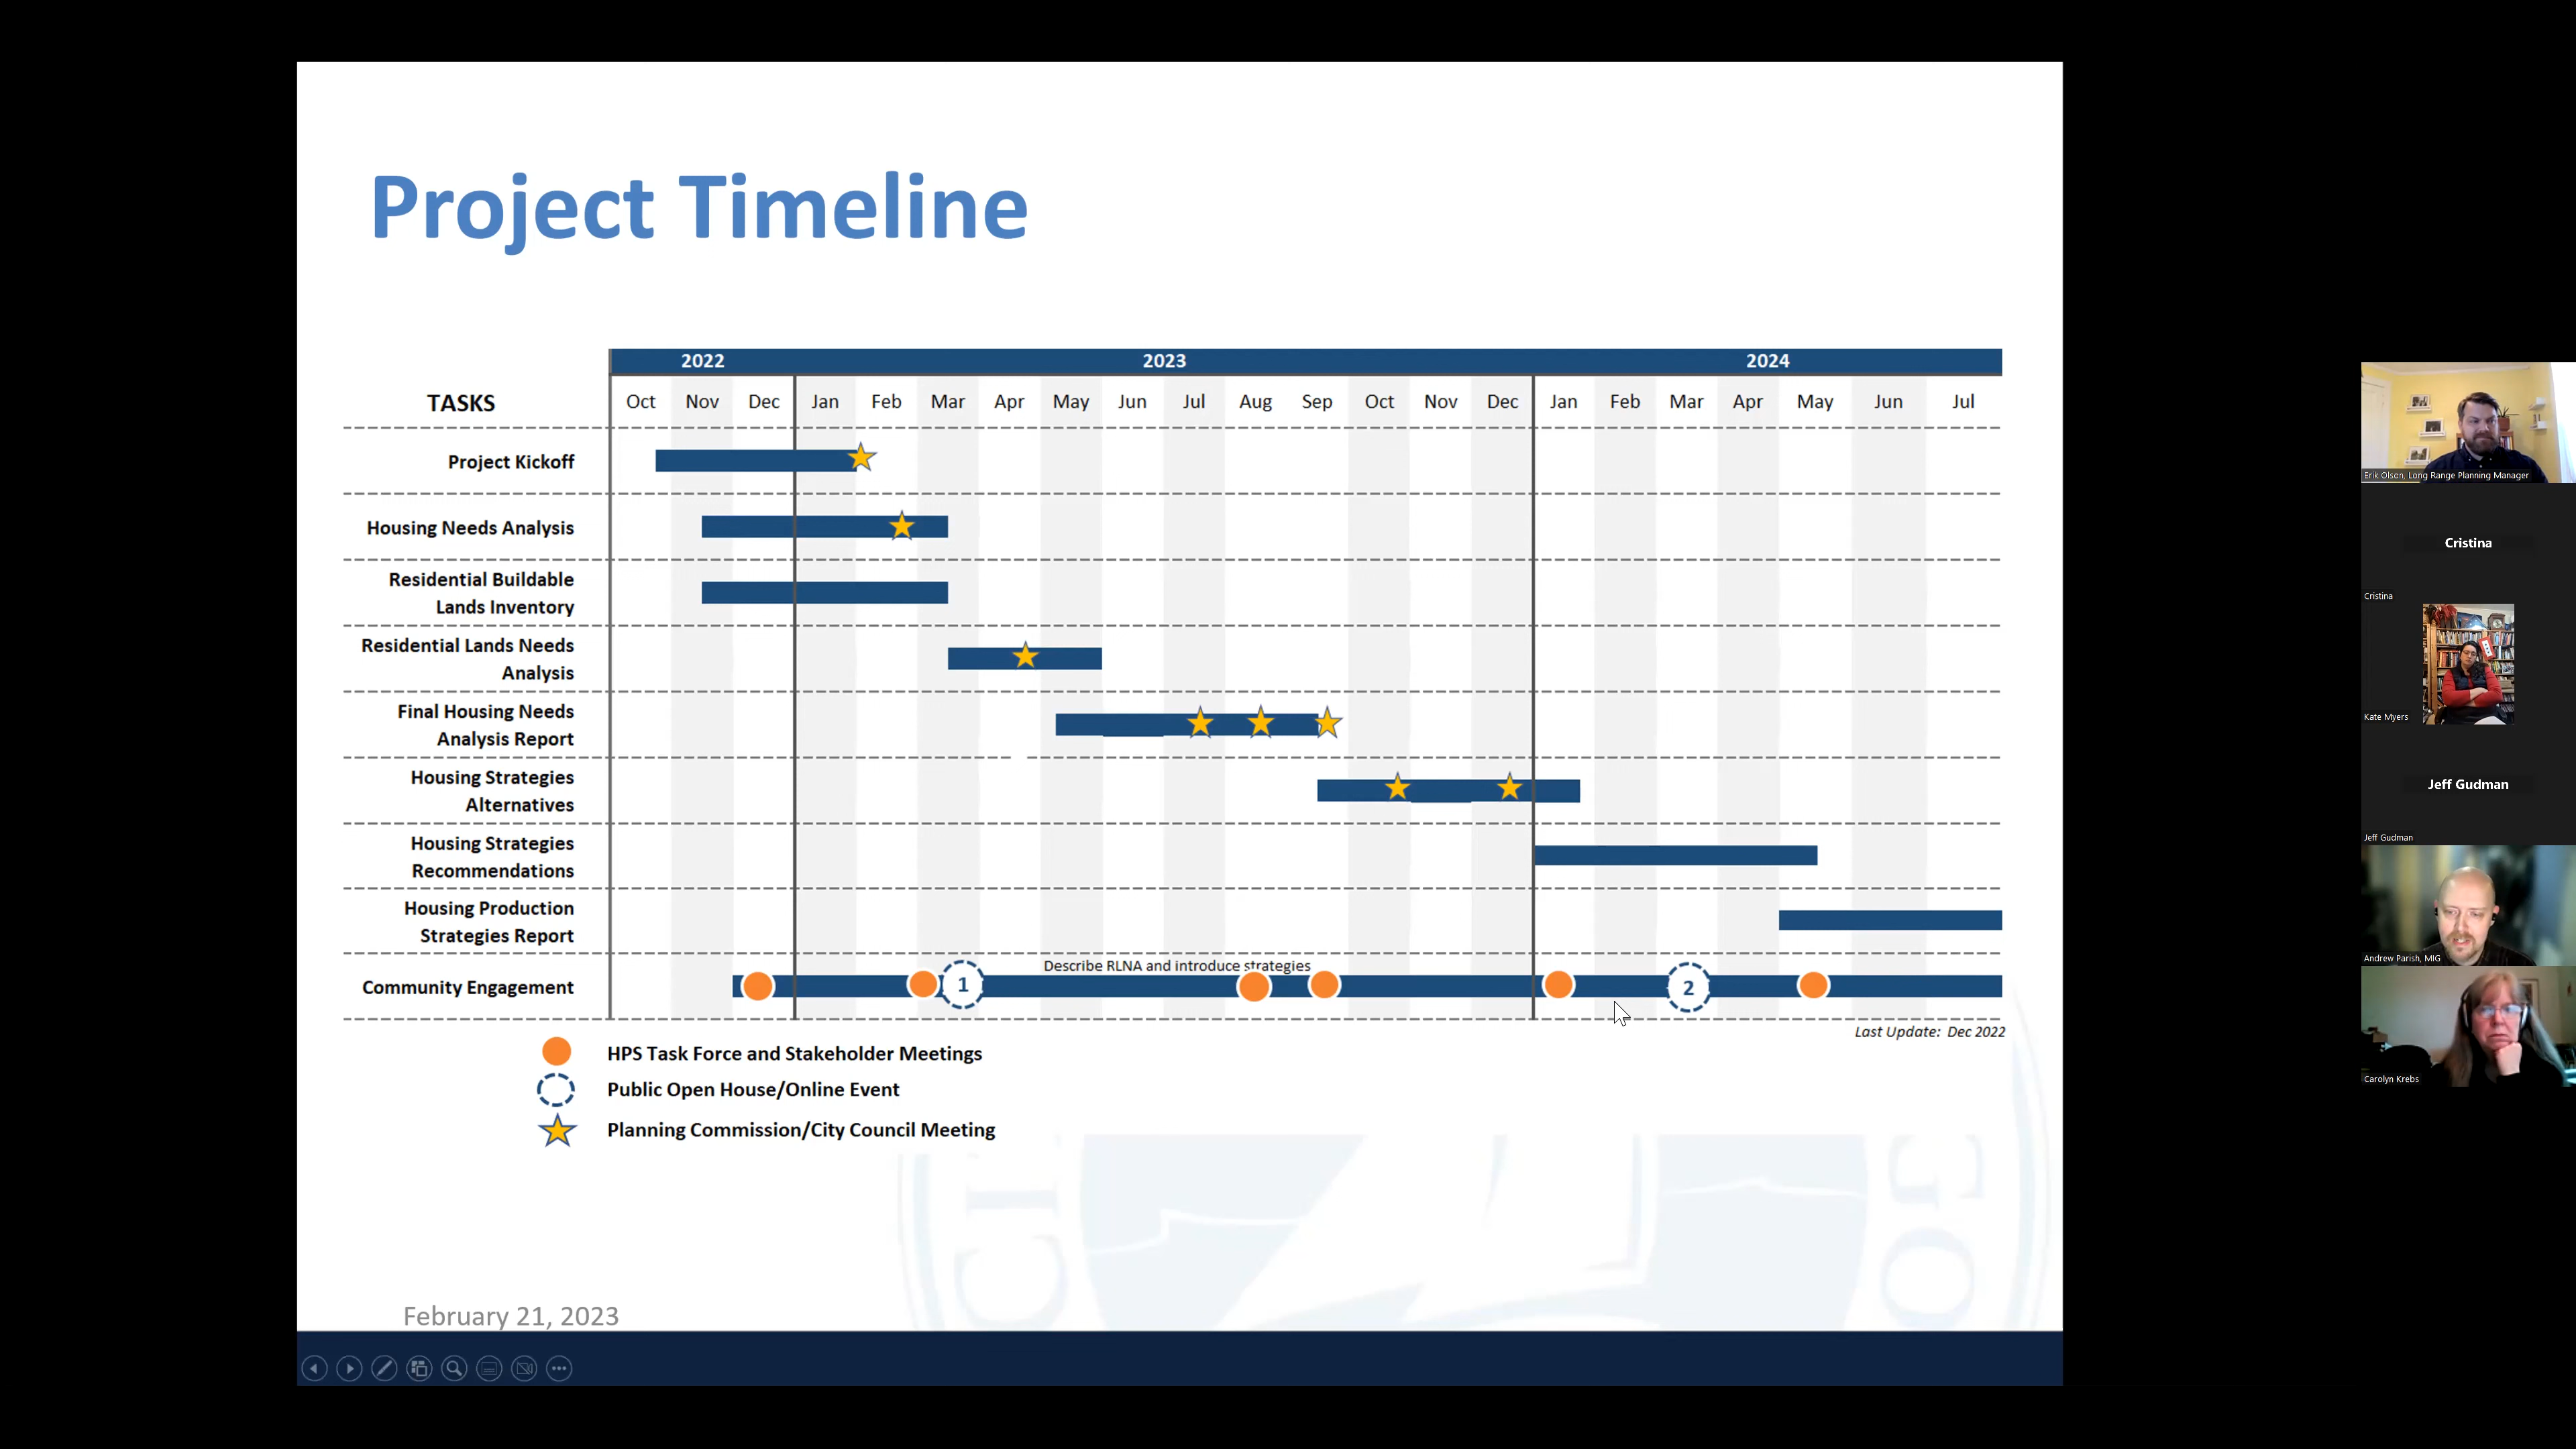 Project Timeline
2022 2023 2024
TASKS Oct Nov Dec Jan Feb Mar Apr May Jun Jul Aug Sep Oct Nov Dec Jan Feb Mar Apr May Jun Jul
Project Kickoff
Housing Needs Analysis
Residential Buildable
Lands Inventory
Residential Lands Needs
Analysis
Final Housing Needs
Analysis Report
Housing Strategies
Alternatives
Housing Strategies
Recommendations
Housing Production
Strategies Report
Describe RLNA and introduce strategies
Community Engagement 1 2
Last Update: Dec 2022
HPS Task Force and Stakeholder Meetings
Public Open House/Online Event
Planning Commission/City Council Meeting
February 21, 2023
Erik Olson, Long Range Planning Manager
Cristina
Cristina
Kate Myers
Jeff Gudman
Jeff Gudman
Andrew Parish, MIG
Carolyn Krebs